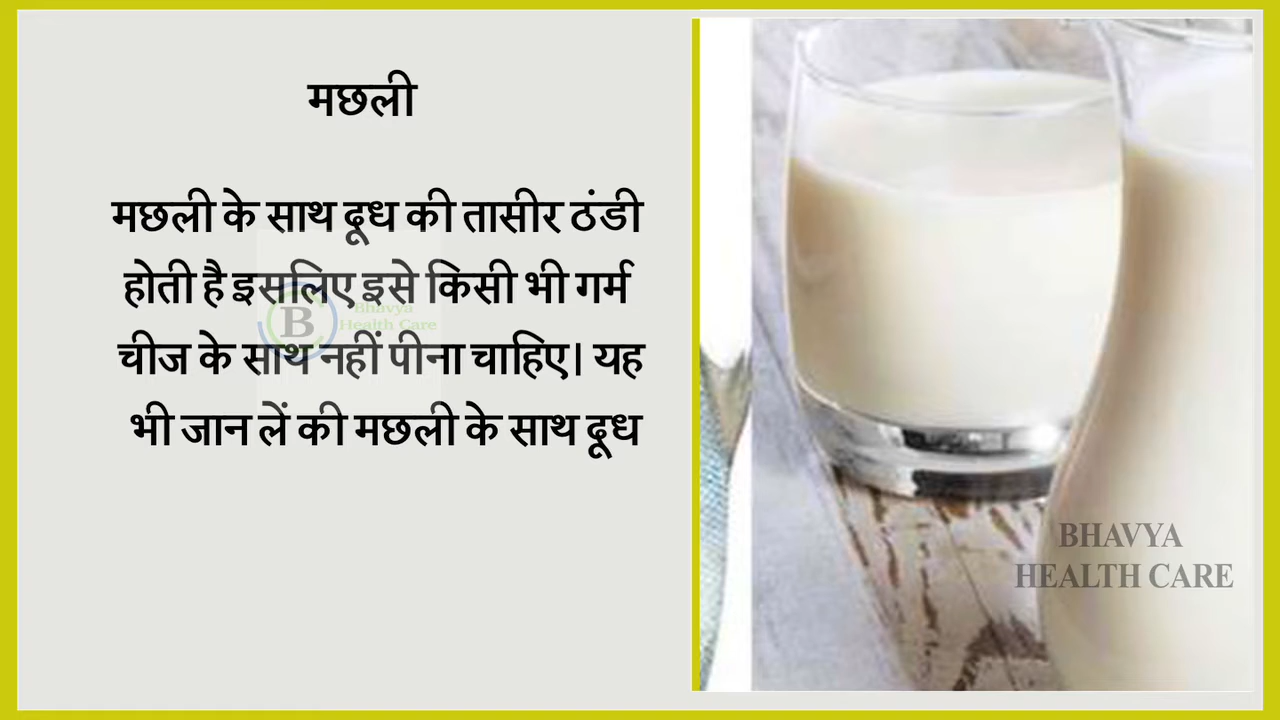 मछली
मछली के साथ दूध की तासीर ठंडी
होती है इसलिए इसे किसी भी गर्म
चीज के साथ नहीं पीना चाहिए। यह
भी जान लें की मछली के साथ दूध
B
Bhavya
Health Care
BHAVYA
HEALTH CARE